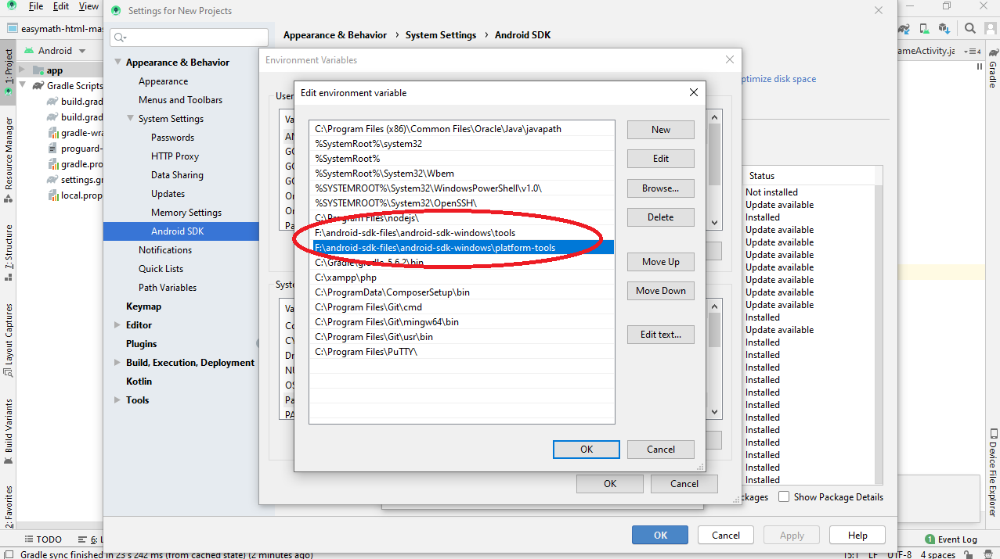 File Edit View
Settings for New Projects
easymath-html-mas
Appearance & Behavior › System Settings › Android SDK
ameActivity.ja
4
Android
1: Project
Resource Manager
Z: Structure
Layout Captures
Build Variants
2: Favorites
app
Gradle Scripts
build.grad
build.grad
gradle-wra
proguard-
gradle.pro
settings.gr
local.prop
Appearance & Behavior
Appearance
Menus and Toolbars
System Settings
Passwords
HTTP Proxy
Data Sharing
Updates
Memory Settings
Android SDK
Notifications
Quick Lists
Path Variables
Keymap
Editor
Plugins
Build, Execution, Deployment
Kotlin
Tools
Environment Variables
User
Va
AN
GO
GO
Or
Or
Pa
Syste
Va
Co
C\
Dr
NU
OS
Pa
PA
Edit environment variable
C:\Program Files (x86)\Common Files\Oracle\Java\javapath
%SystemRoot%\system32
%SystemRoot%
%SystemRoot%\System32\Wbem
%SYSTEMROOT%\System32\WindowsPowerShell\v1.0\
%SYSTEMROOT%\System32\OpenSSH\
C:\Program Files\nodejs\
F:\android-sdk-files\android-sdk-windows\tools
F:\android-sdk-files\android-sdk-windows\platform-tools
C:\Gradle\gradle-5.6.2\bin
C:\xampp\php
C:\ProgramData\ComposerSetup\bin
C:\Program Files\Git\cmd
C:\Program Files\Git\mingw64\bin
C:\Program Files\Git\usr\bin
C:\Program Files\PuTTY\
New
Edit
Browse...
Delete
Move Up
Move Down
Edit text...
OK Cancel
OK Cancel
ptimize disk space
Status
Not installed
Update available
Installed
Update available
Update available
Update available
Update available
Update available
Update available
Update available
Installed
Update available
Installed
Installed
Installed
Installed
Installed
Installed
Installed
Installed
Installed
Installed
Installed
Installed
ckages Show Package Details
OK Cancel Apply Help
Gradle
Device File Explorer
TODO 6: L
1 Event Log
Gradle sync finished in 23 s 242 ms (from cached state) (2 minutes ago)
15:1 LF UTF-8 4 spaces